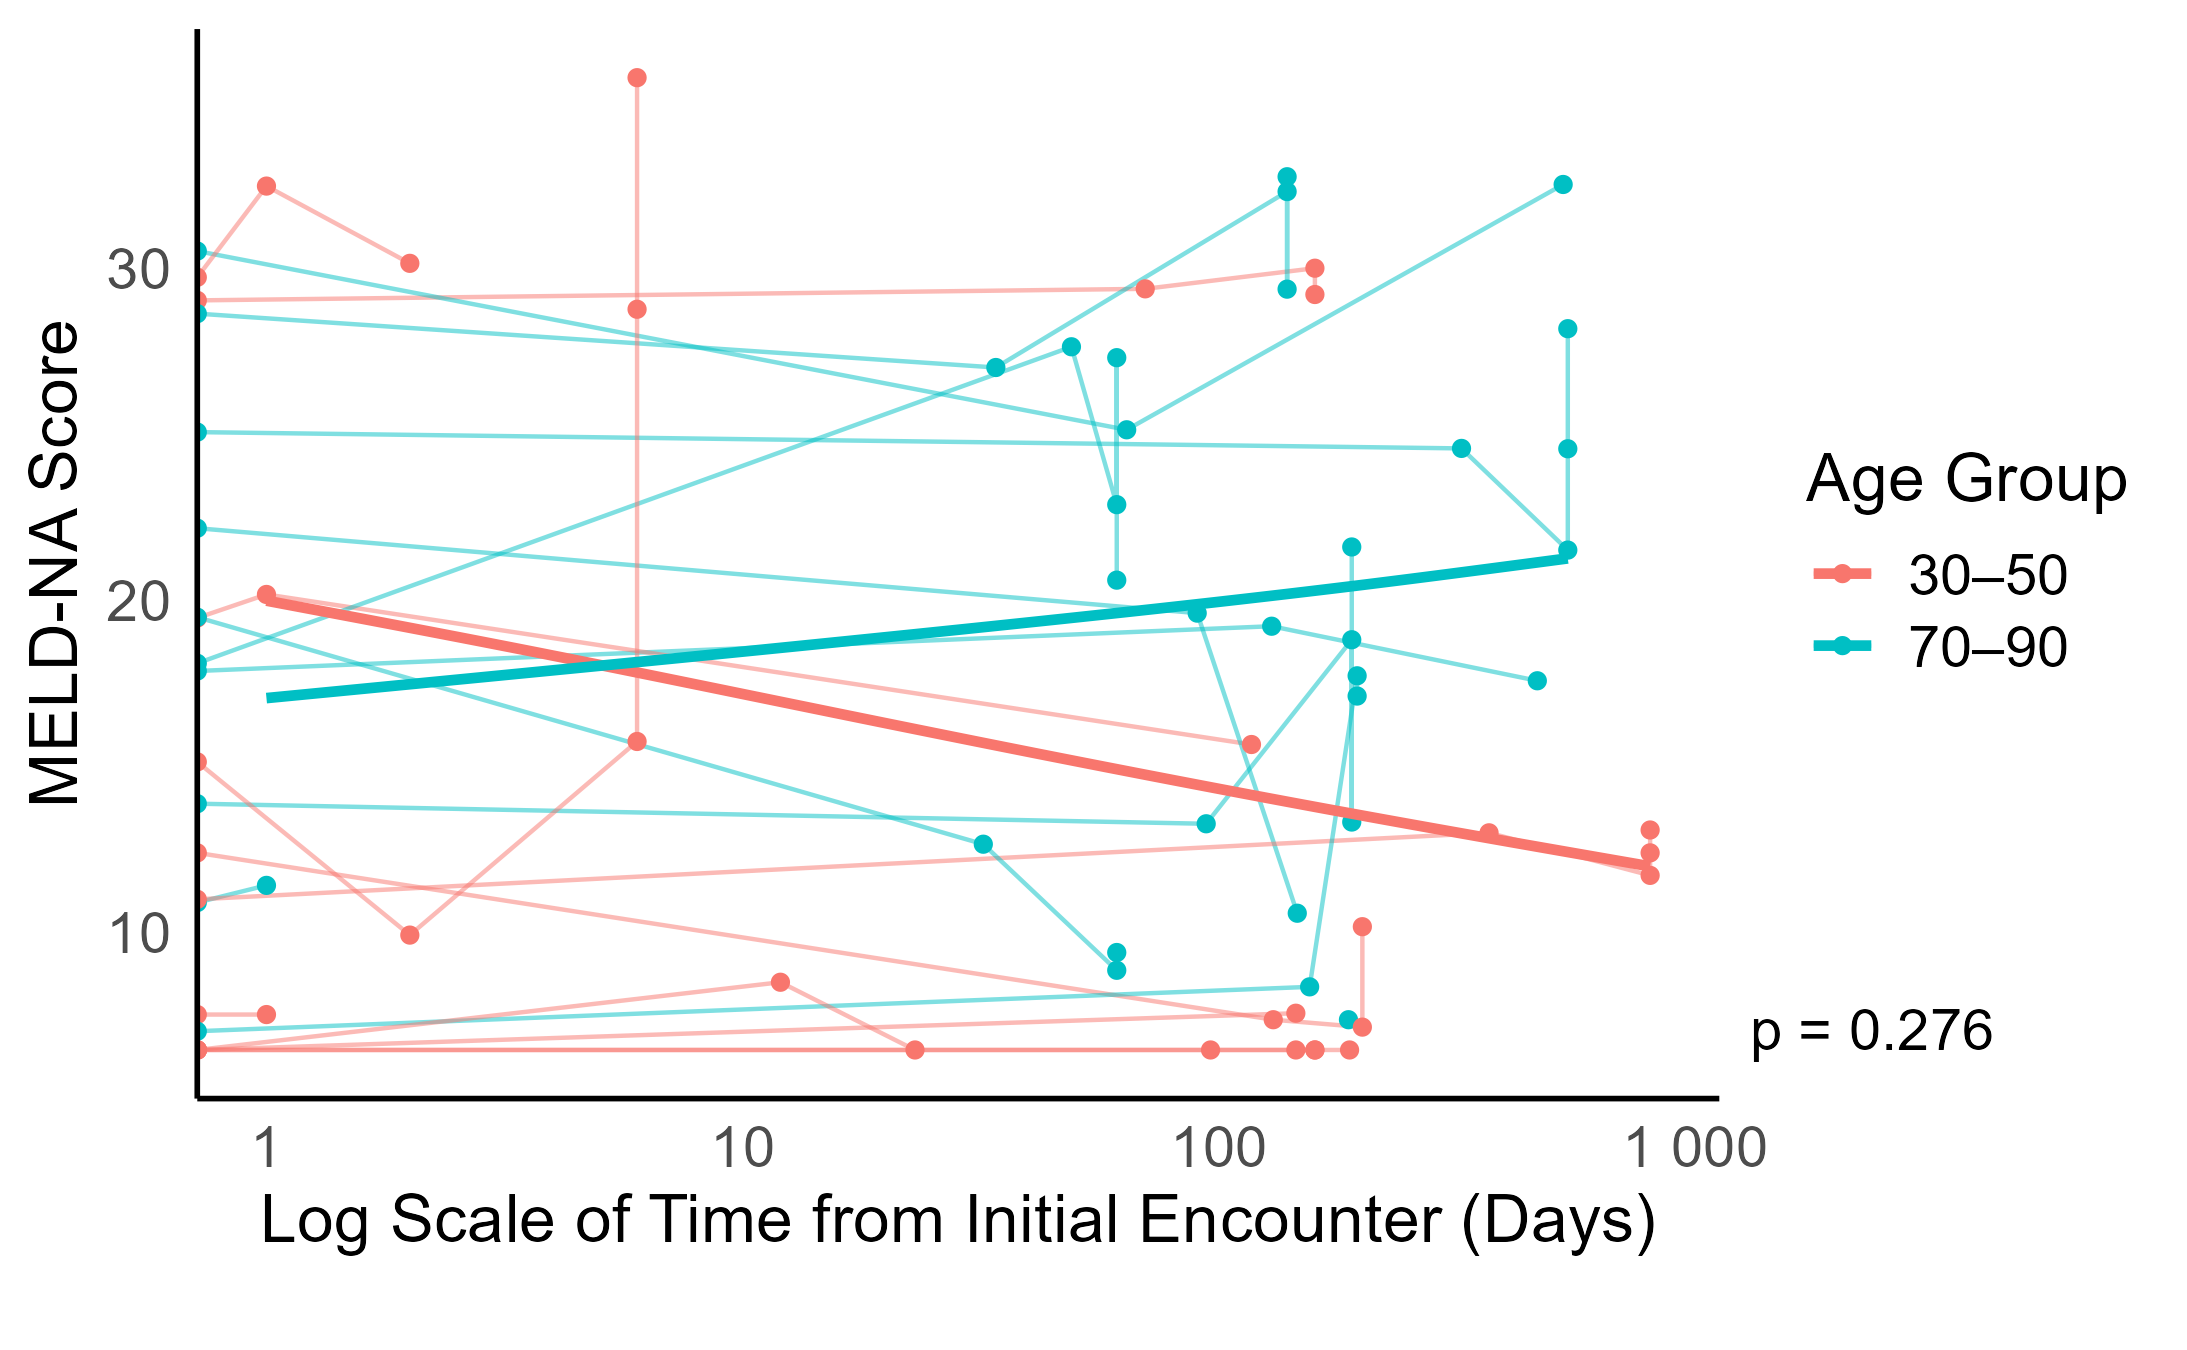 MELD-NA Score
30
20
10
1
10
100
1 000
Log Scale of Time from Initial Encounter (Days)
Age Group
30–50
70–90
p = 0.276